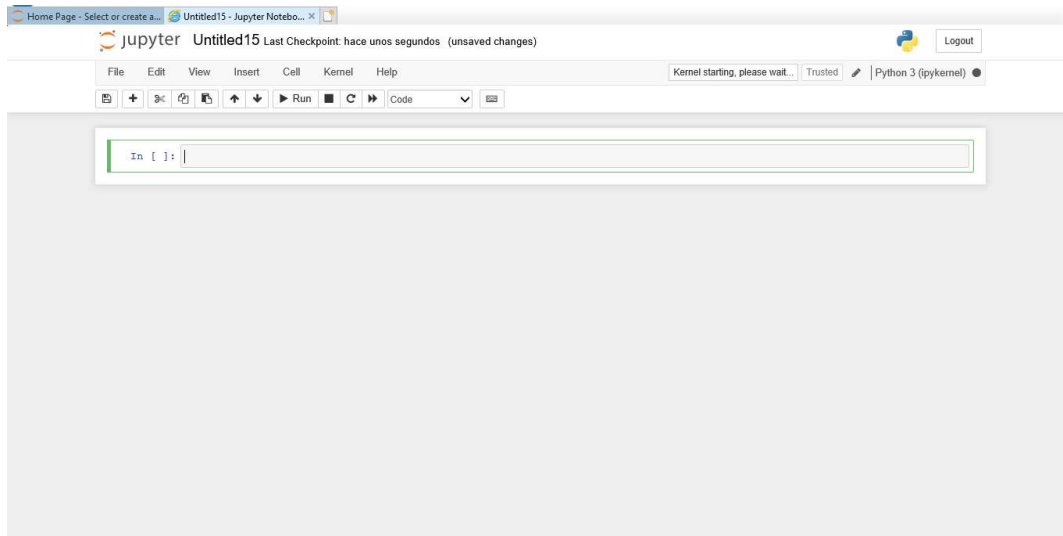 Home Page - Select or create a... Untitled15 - Jupyter Notebo...
jupyter Untitled15 Last Checkpoint: hace unos segundos (unsaved changes) Logout
File Edit View Insert Cell Kernel Help Kernel starting, please wait... Trusted Python 3 (ipykernel)
Run Code
In [ ]: